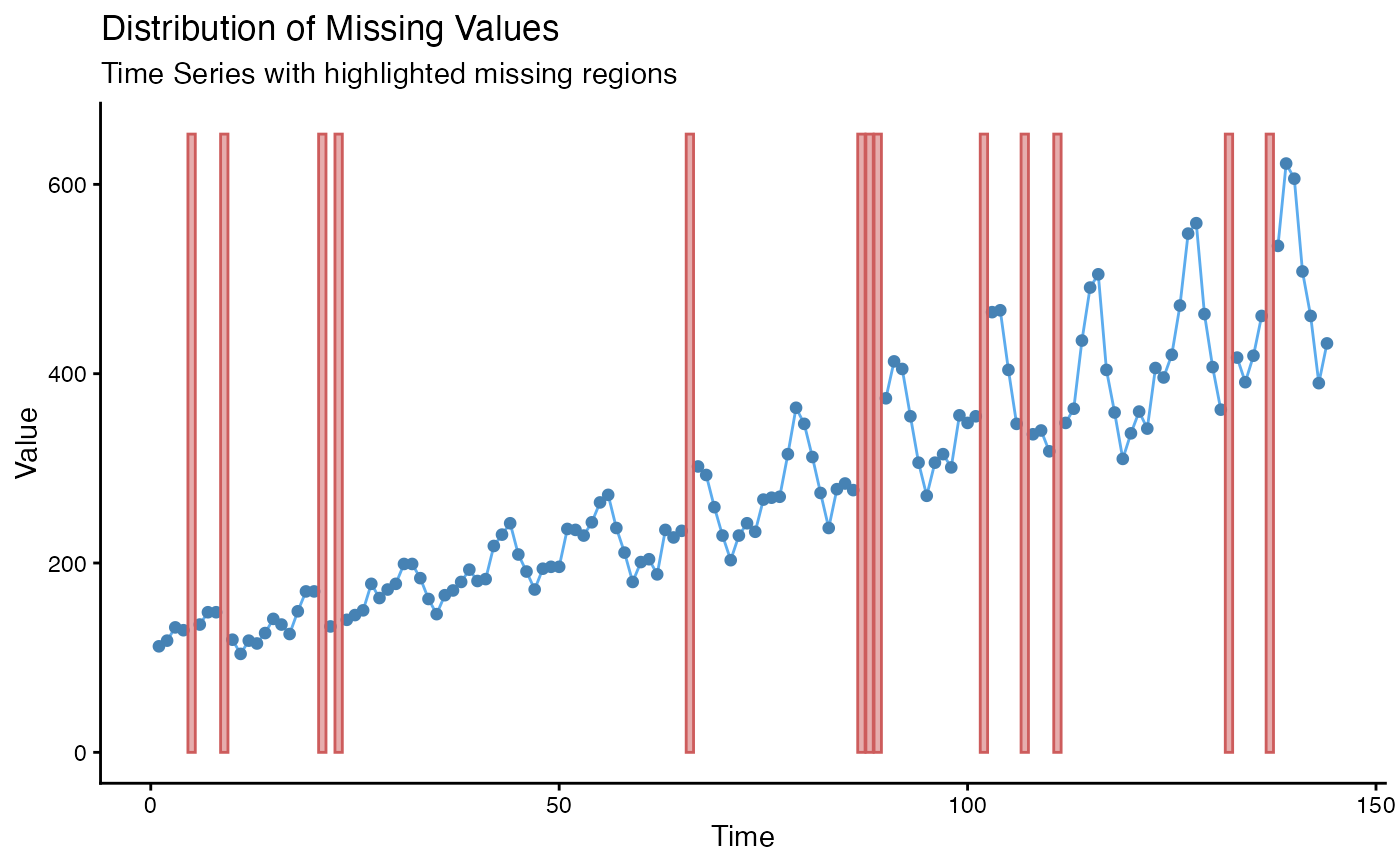 Distribution of Missing Values
Time Series with highlighted missing regions
600
400
200
0
Value
0 50 100 150
Time